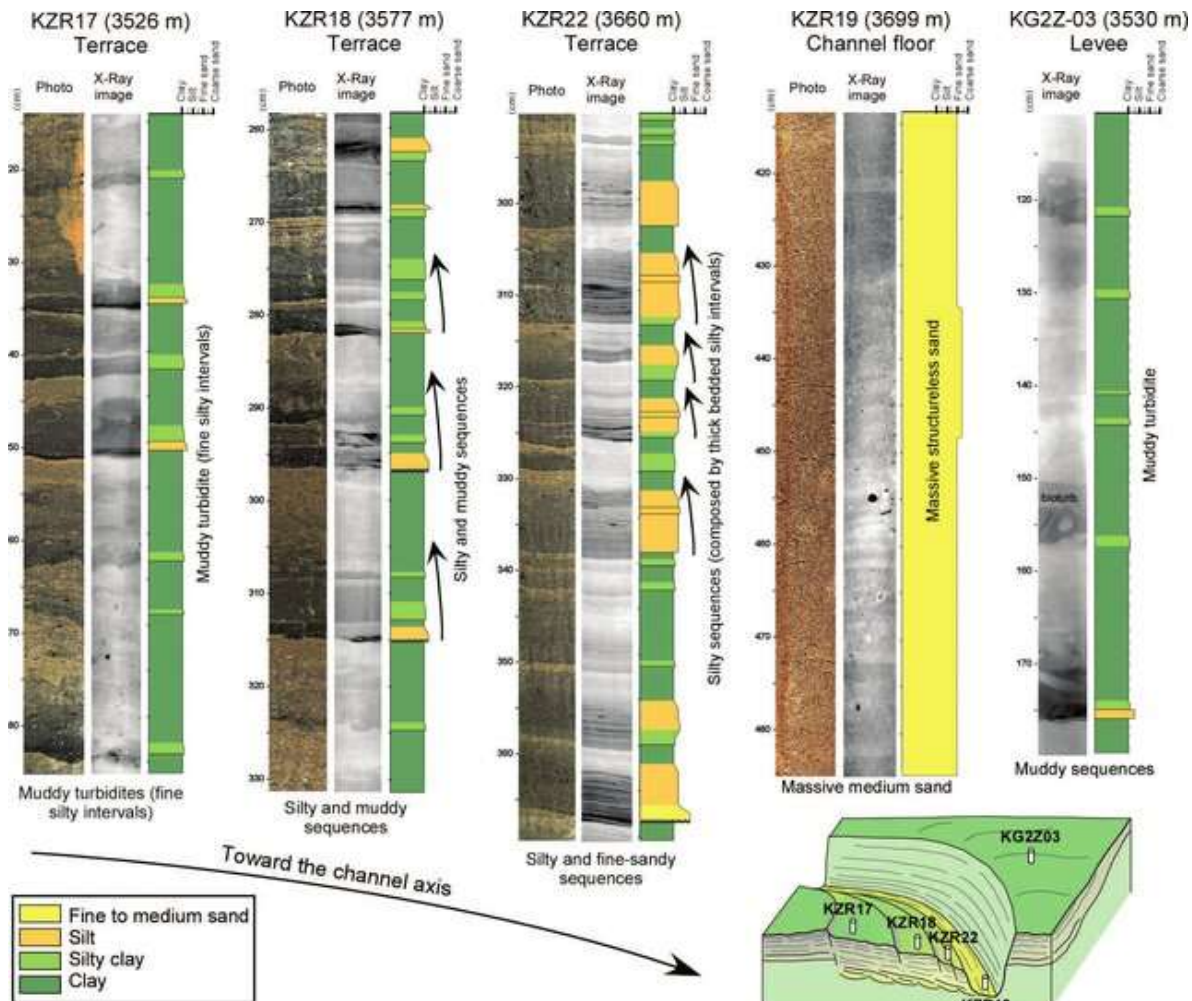 KZR17 (3526 m)
Terrace
Photo
X-Ray
image
(cm)
Clay
Silt
Fine sand
Coarse sand
20
30
40
50
60
70
80
Muddy turbidite (fine silty intervals)
Muddy turbidites (fine
silty intervals)
KZR18 (3577 m)
Terrace
Photo
X-Ray
image
(cm)
Clay
Silt
Fine sand
Coarse sand
260
270
280
290
300
310
320
330
Silty and muddy sequences
Silty and muddy
sequences
KZR22 (3660 m)
Terrace
Photo
X-Ray
image
(cm)
Clay
Silt
Fine sand
Coarse sand
300
310
320
330
340
350
360
Silty sequences (composed by thick bedded silty intervals)
Silty and fine-sandy
sequences
KZR19 (3699 m)
Channel floor
Photo
X-Ray
image
(cm)
Clay
Silt
Fine sand
Coarse sand
420
430
440
450
460
470
460
Massive structureless sand
Massive medium sand
KG2Z-03 (3530 m)
Levee
X-Ray
image
(cm)
Clay
Silt
Fine sand
Coarse sand
120
130
140
150
160
170
bioturb.
Muddy turbidite
Muddy sequences
Toward the channel axis
Fine to medium sand
Silt
Silty clay
Clay
KG2Z03
KZR17
KZR18
KZR22